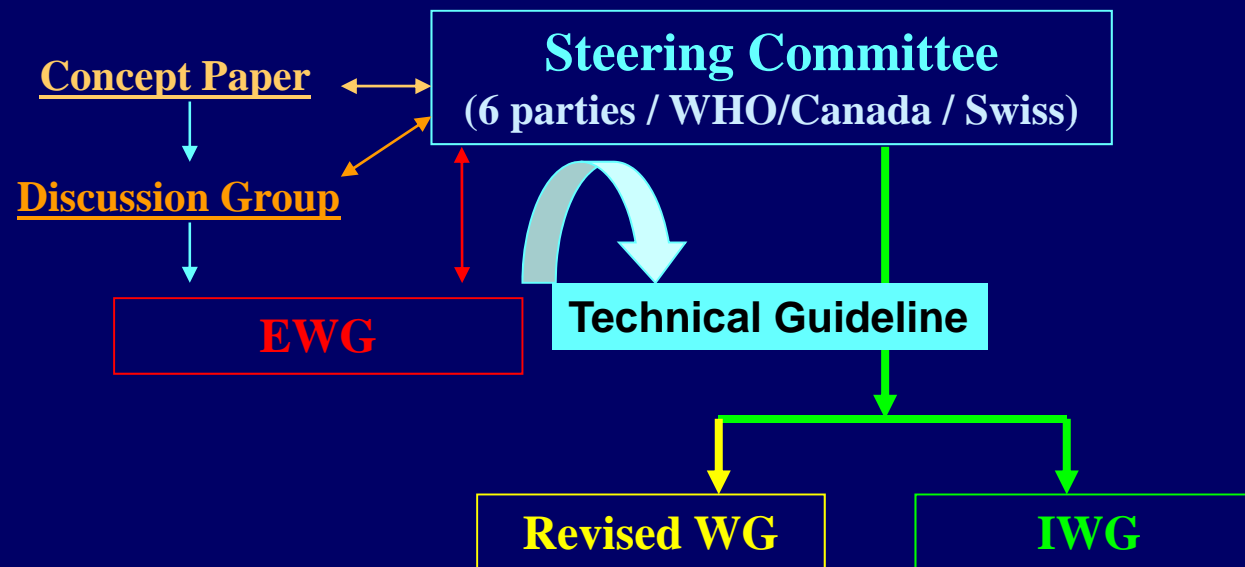 Steering Committee
(6 parties / WHO/Canada / Swiss)
Concept Paper
Discussion Group
EWG
Technical Guideline
Revised WG
IWG